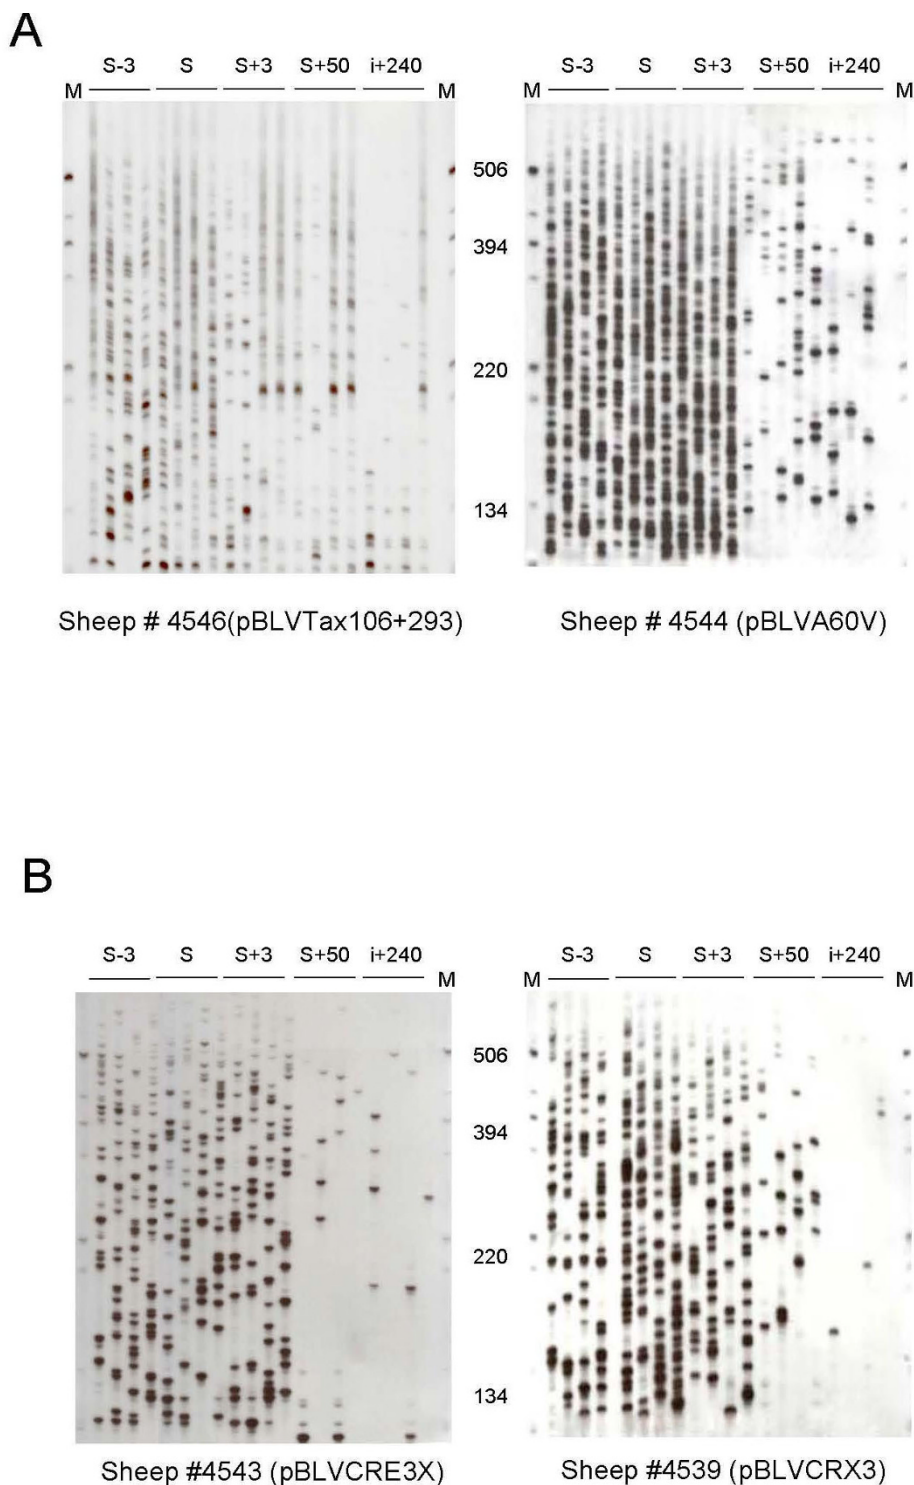 A
S-3 S S+3 S+50 i+240
M M
S-3 S S+3 S+50 i+240
M
506
394
220
134
Sheep # 4546(pBLVTax106+293)
Sheep # 4544 (pBLVA60V)
B
S-3 S S+3 S+50 i+240
M
S-3 S S+3 S+50 i+240
M M
506
394
220
134
Sheep #4543 (pBLVCRE3X)
Sheep #4539 (pBLVCRX3)